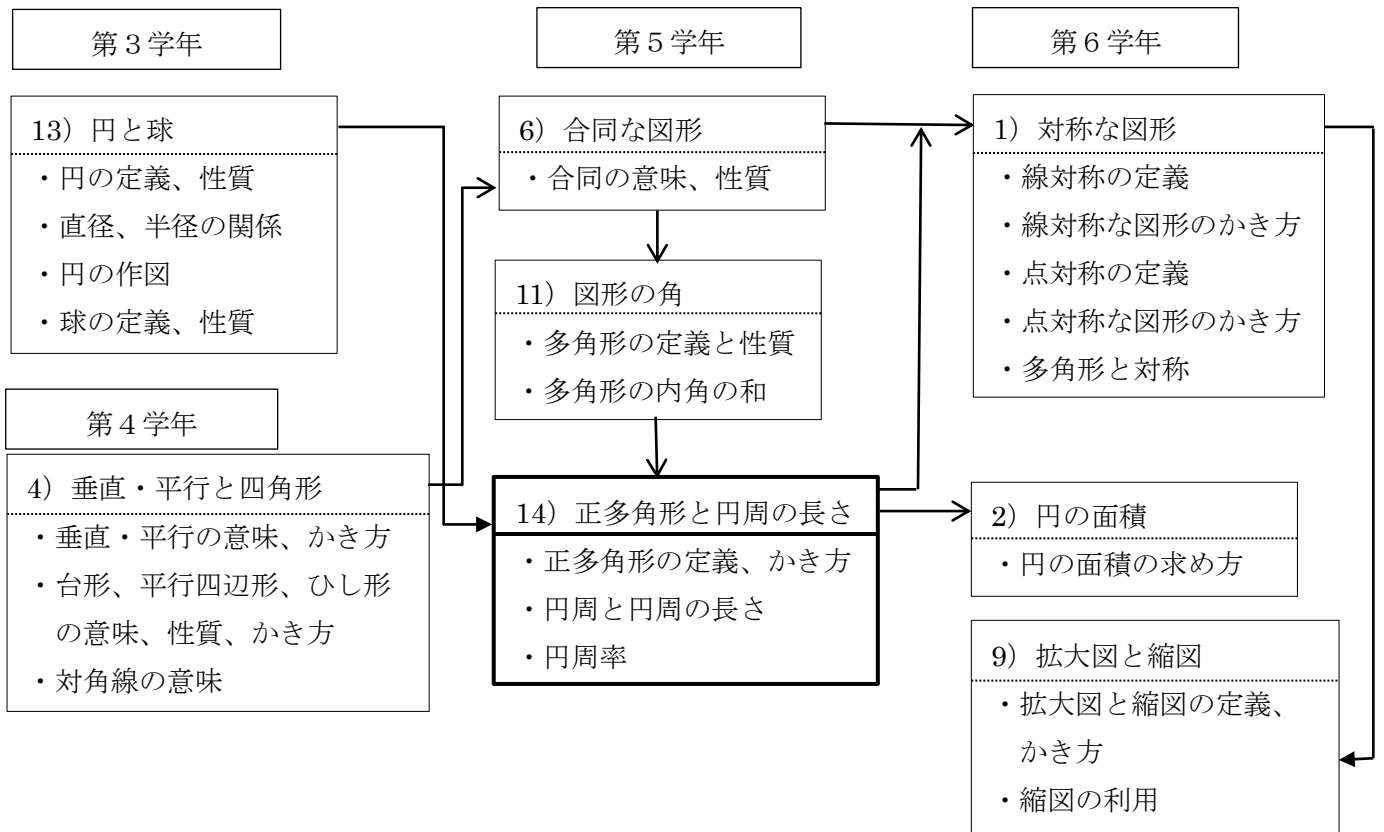 第３学年
13）円と球
・円の定義、性質
・直径、半径の関係
・円の作図
・球の定義、性質
第４学年
4）垂直・平行と四角形
・垂直・平行の意味、かき方
・台形、平行四辺形、ひし形
の意味、性質、かき方
・対角線の意味
第５学年
6）合同な図形
・合同の意味、性質
11）図形の角
・多角形の定義と性質
・多角形の内角の和
14）正多角形と円周の長さ
・正多角形の定義、かき方
・円周と円周の長さ
・円周率
第６学年
1）対称な図形
・線対称の定義
・線対称な図形のかき方
・点対称の定義
・点対称な図形のかき方
・多角形と対称
2）円の面積
・円の面積の求め方
9）拡大図と縮図
・拡大図と縮図の定義、
かき方
・縮図の利用